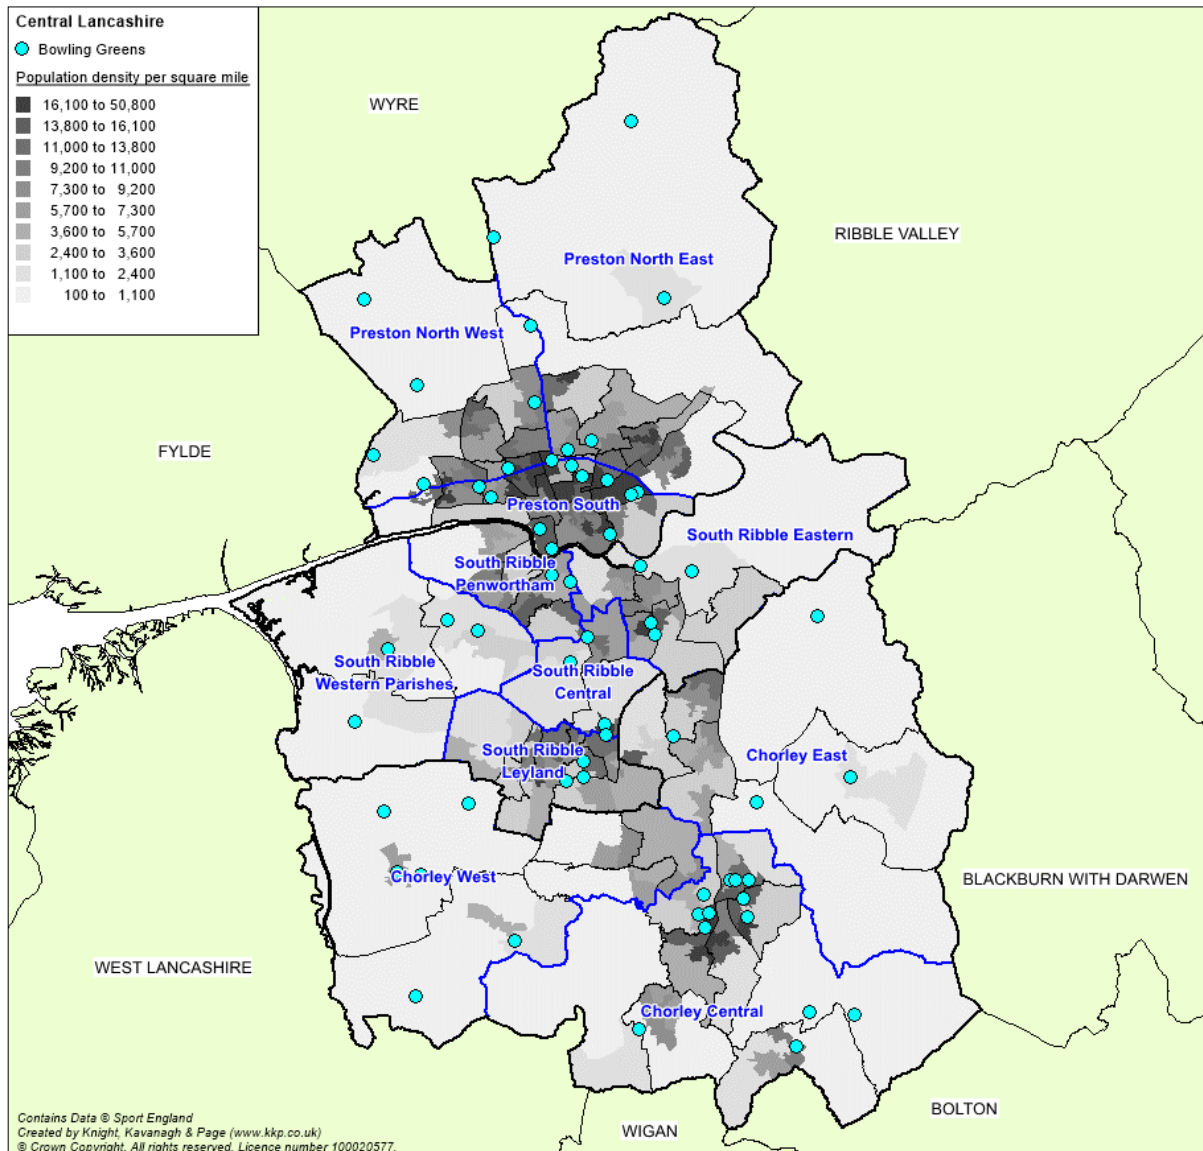 Central Lancashire
Bowling Greens
Population density per square mile
16,100 to 50,800
13,800 to 16,100
11,000 to 13,800
9,200 to 11,000
7,300 to 9,200
5,700 to 7,300
3,600 to 5,700
2,400 to 3,600
1,100 to 2,400
100 to 1,100
WYRE
RIBBLE VALLEY
Preston North East
Preston North West
FYLDE
Preston South
South Ribble Eastern
South Ribble
Penwortham
South Ribble
Western Parishes
South Ribble
Central
South Ribble
Leyland
Chorley East
Chorley West
BLACKBURN WITH DARWEN
WEST LANCASHIRE
Chorley Central
BOLTON
WIGAN
Contains Data © Sport England
Created by Knight, Kavanagh & Page (www.kkp.co.uk)
© Crown Copyright. All rights reserved. Licence number 100020577.